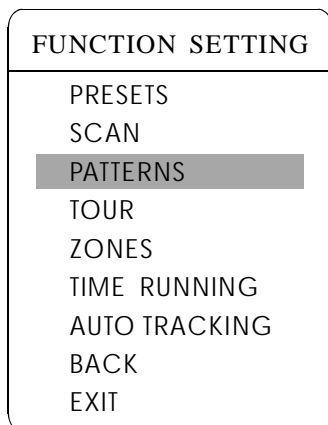 FUNCTION SETTING
PRESETS
SCAN
PATTERNS
TOUR
ZONES
TIME RUNNING
AUTO TRACKING
BACK
EXIT